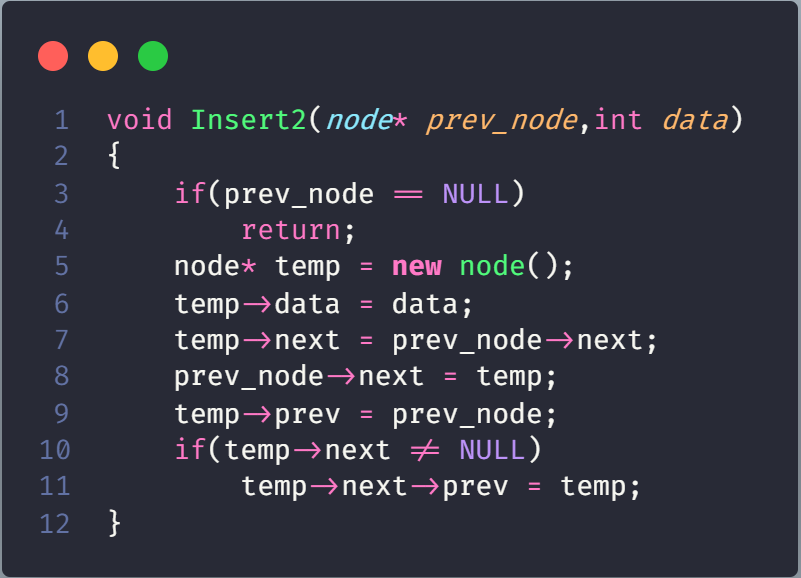 1 void Insert2(node* prev_node,int data)
2 {
3     if(prev_node == NULL)
4         return;
5     node* temp = new node();
6     temp->data = data;
7     temp->next = prev_node->next;
8     prev_node->next = temp;
9     temp->prev = prev_node;
10     if(temp->next != NULL)
11         temp->next->prev = temp;
12 }